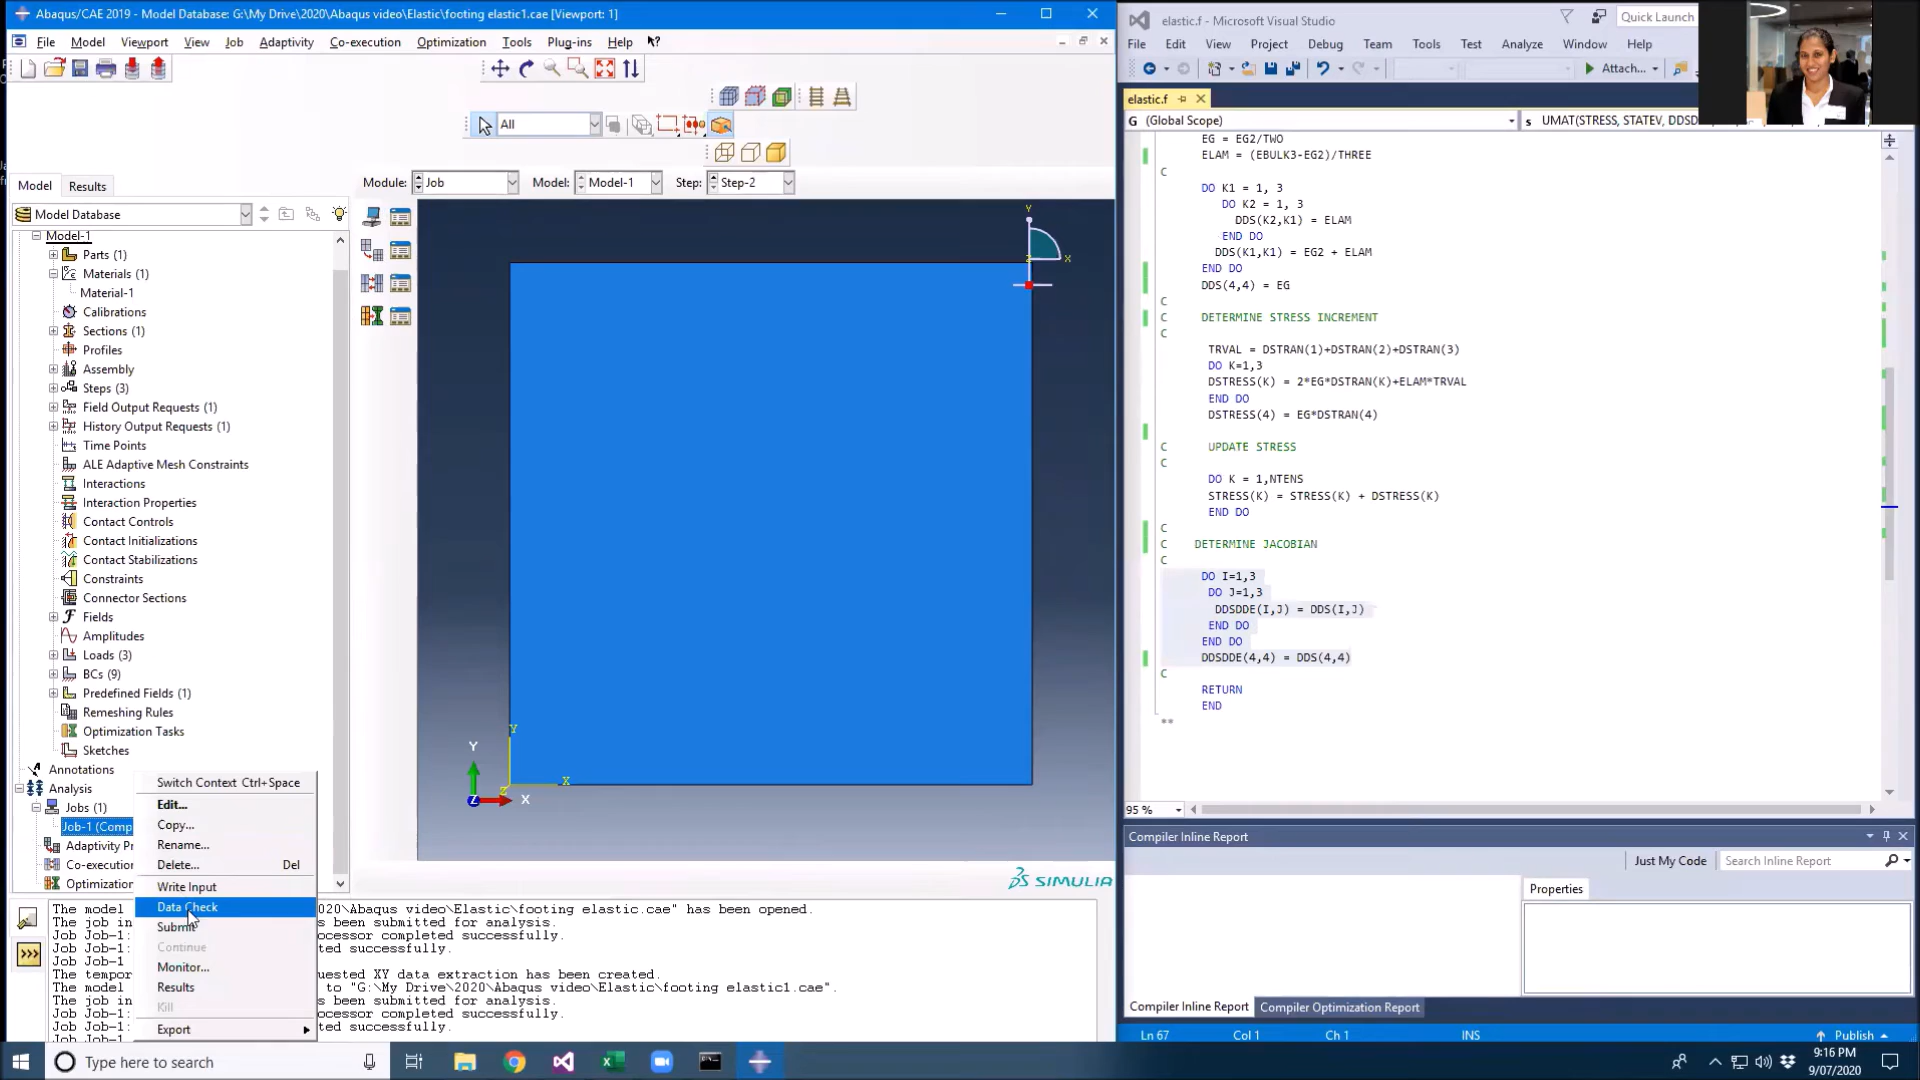 Abaqus/CAE 2019 - Model Database: G:\My Drive\2020\Abaqus video\Elastic\footing elastic1.cae [Viewport: 1]
File Model Viewport View Job Adaptivity Co-execution Optimization Tools Plug-ins Help
All
Module: Job Model: Model-1 Step: Step-2
Model Results
Model Database
Model-1
Parts (1)
Materials (1)
Material-1
Calibrations
Sections (1)
Profiles
Assembly
Steps (3)
Field Output Requests (1)
History Output Requests (1)
Time Points
ALE Adaptive Mesh Constraints
Interactions
Interaction Properties
Contact Controls
Contact Initializations
Contact Stabilizations
Constraints
Connector Sections
Fields
Amplitudes
Loads (3)
BCs (9)
Predefined Fields (1)
Remeshing Rules
Optimization Tasks
Sketches
Annotations
Analysis
Jobs (1)
Job-1 (Comp
Adaptivity Pr
Co-execution
Optimization
Switch Context Ctrl+Space
Edit...
Copy...
Rename...
Delete... Del
Write Input
Data Check
Submit
Continue
Monitor...
Results
Kill
Export
Y
X
Z
Y
X
Z
Y
X
Z
SIMULIA
The model 020\Abaqus video\Elastic\footing elastic.cae" has been opened.
The job in s been submitted for analysis.
Job Job-1: ocessor completed successfully.
Job Job-1: ted successfully.
The tempor uested XY data extraction has been created.
The model to "G:\My Drive\2020\Abaqus video\Elastic\footing elastic1.cae".
The job in s been submitted for analysis.
Job Job-1: ocessor completed successfully.
Job Job-1: ted successfully.
elastic.f - Microsoft Visual Studio
Quick Launch
File Edit View Project Debug Team Tools Test Analyze Window Help
Attach...
elastic.f
(Global Scope) UMAT(STRESS, STATEV, DDSD
EG = EG2/TWO
ELAM = (EBULK3-EG2)/THREE
C
DO K1 = 1, 3
DO K2 = 1, 3
DDS(K2,K1) = ELAM
END DO
DDS(K1,K1) = EG2 + ELAM
END DO
DDS(4,4) = EG
C
C DETERMINE STRESS INCREMENT
C
TRVAL = DSTRAN(1)+DSTRAN(2)+DSTRAN(3)
DO K=1,3
DSTRESS(K) = 2*EG*DSTRAN(K)+ELAM*TRVAL
END DO
DSTRESS(4) = EG*DSTRAN(4)
C UPDATE STRESS
C
DO K = 1,NTENS
STRESS(K) = STRESS(K) + DSTRESS(K)
END DO
C
C DETERMINE JACOBIAN
C
DO I=1,3
DO J=1,3
DDSDDE(I,J) = DDS(I,J)
END DO
END DO
DDSDDE(4,4) = DDS(4,4)
C
RETURN
END
95 %
Compiler Inline Report
Just My Code Search Inline Report
Properties
Compiler Inline Report Compiler Optimization Report
Ln 67 Col 1 Ch 1 INS Publish
Type here to search
9:16 PM
9/07/2020